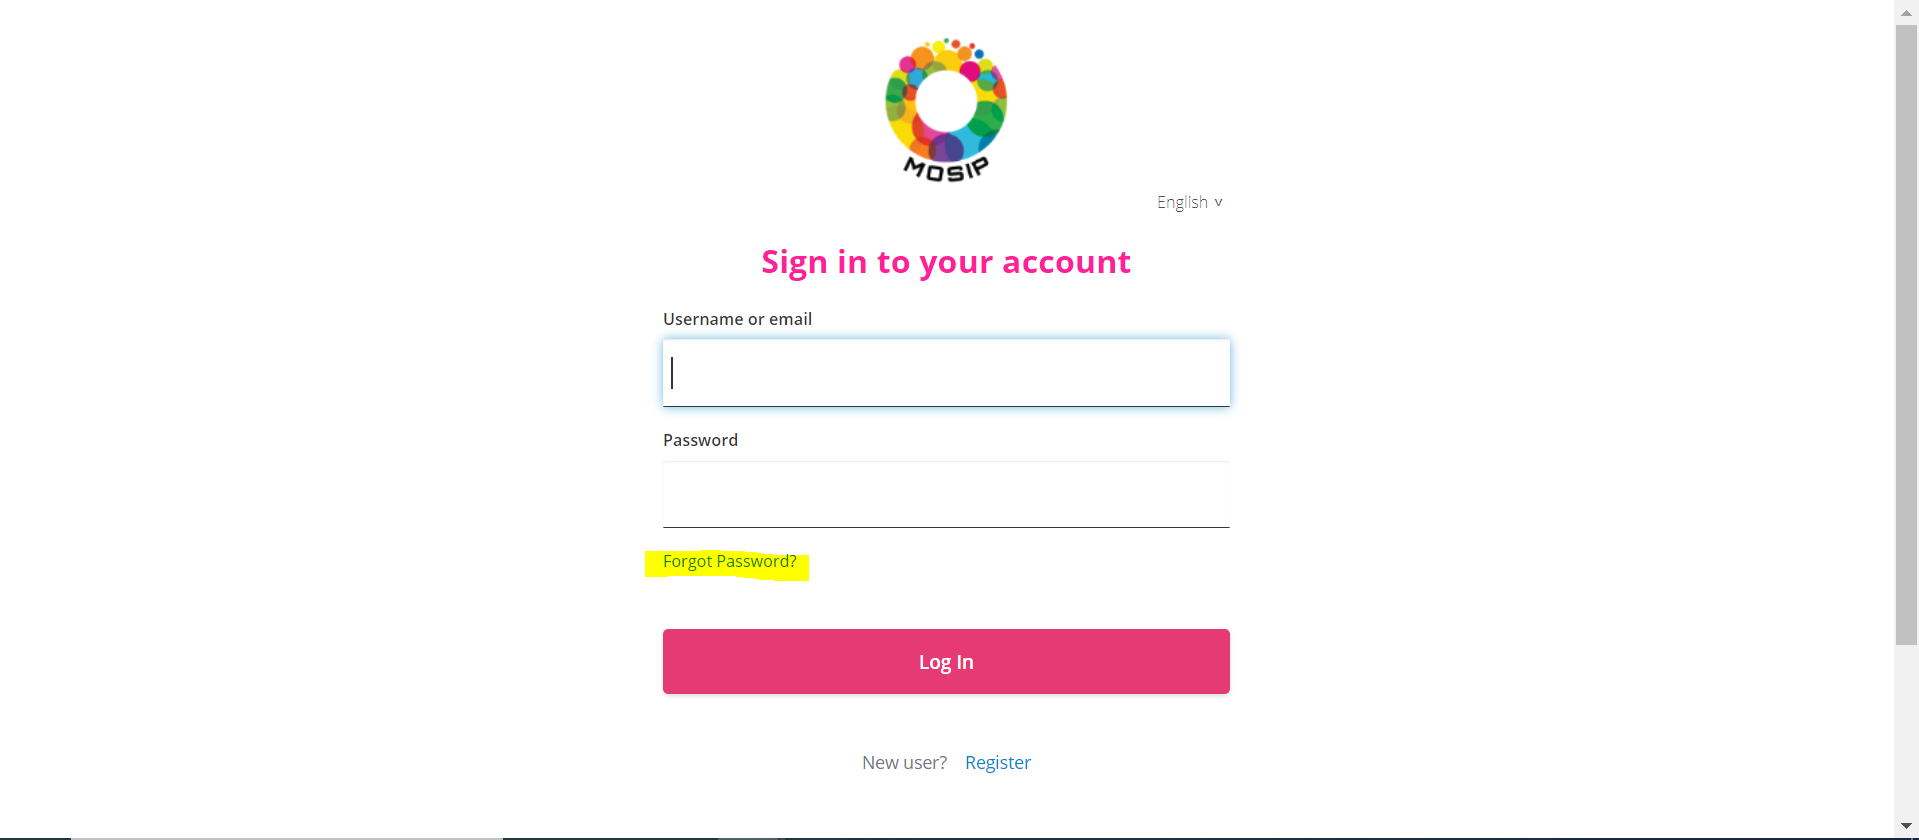 MOSIP
English v
Sign in to your account
Username or email
Password
Forgot Password?
Log In
New user? Register